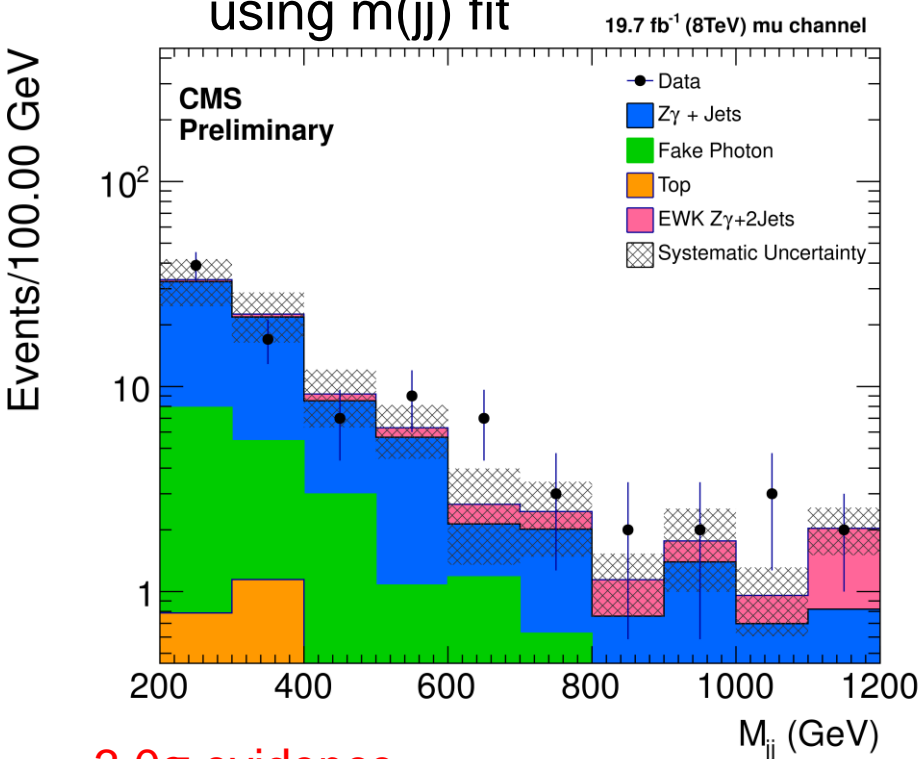 using m(jj) fit
19.7 fb-1 (8TeV) mu channel
CMS
Preliminary
Data
Zγ + Jets
Fake Photon
Top
EWK Zγ+2Jets
Systematic Uncertainty
Events/100.00 GeV
10²
10
1
200 400 600 800 1000 1200
Mjj (GeV)